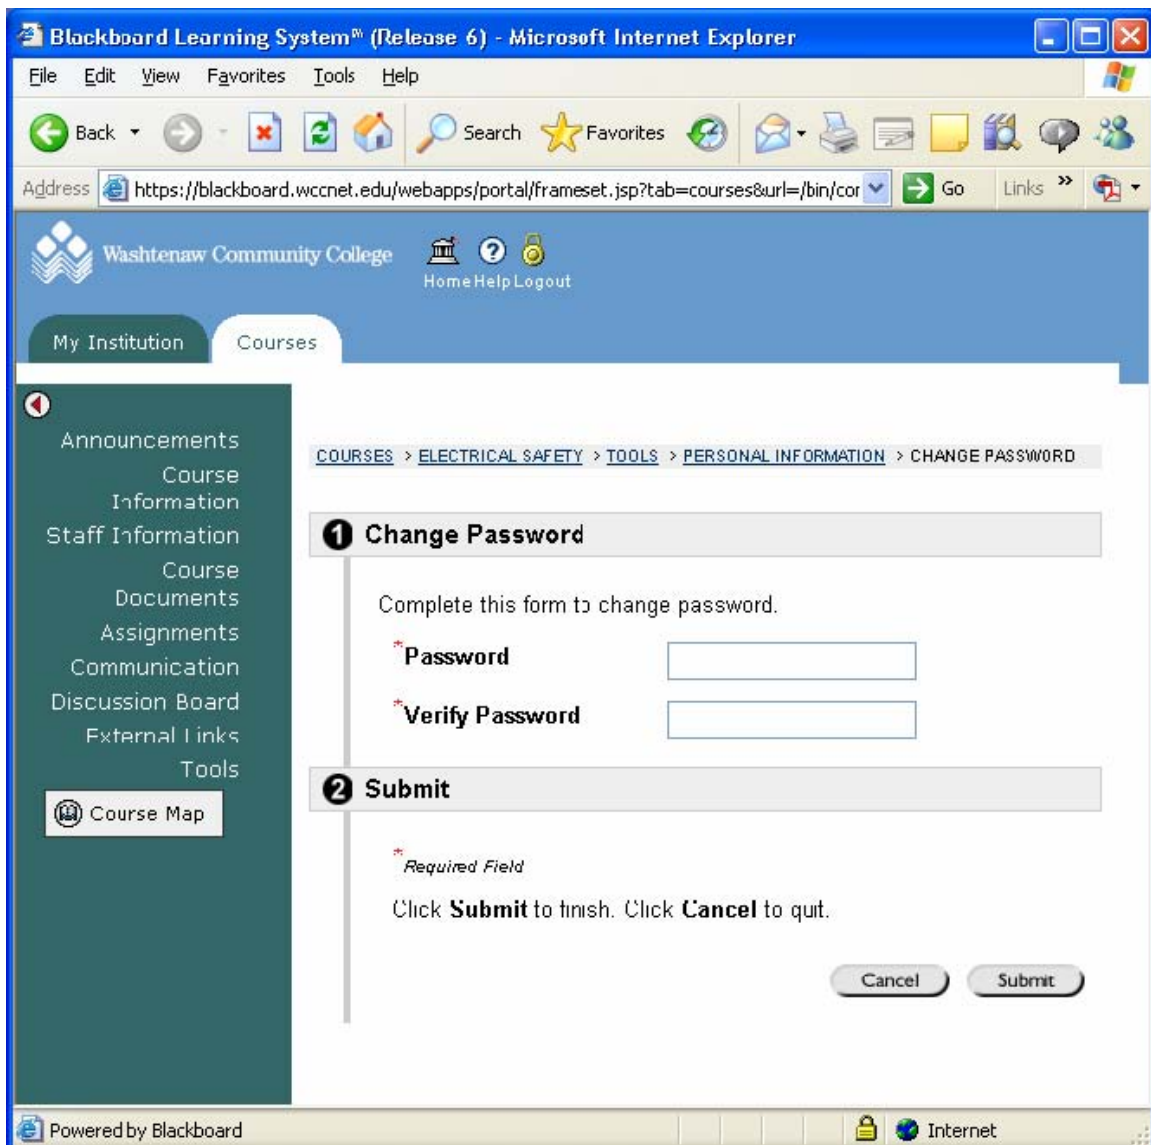 Blackboard Learning System™ (Release 6) - Microsoft Internet Explorer
File Edit View Favorites Tools Help
Back Search Favorites
Address https://blackboard.wccnet.edu/webapps/portal/frameset.jsp?tab=courses&url=/bin/cor Go Links »
Washtenaw Community College
Home Help Logout
My Institution Courses
Announcements
COURSES > ELECTRICAL SAFETY > TOOLS > PERSONAL INFORMATION > CHANGE PASSWORD
Course
Information
Staff Information
Course
Documents
Assignments
Communication
Discussion Board
External Links
Tools
Course Map
1 Change Password
Complete this form to change password.
*Password
*Verify Password
2 Submit
*Required Field
Click Submit to finish. Click Cancel to quit.
Cancel Submit
Powered by Blackboard Internet